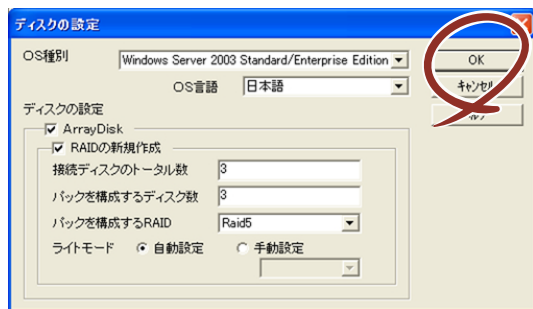 ディスクの設定
OS種別 Windows Server 2003 Standard/Enterprise Edition
OS言語 日本語
ディスクの設定
ArrayDisk
RAIDの新規作成
接続ディスクのトータル数 3
パックを構成するディスク数 3
パックを構成するRAID Raid5
ライトモード 自動設定 手動設定
OK
キャンセル